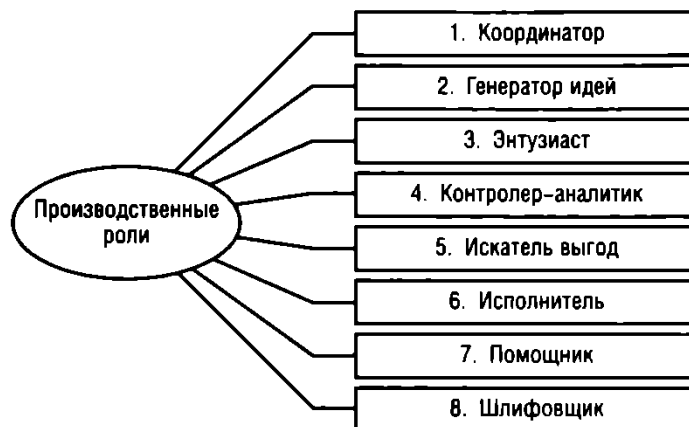 1. Координатор
2. Генератор идей
3. Энтузиаст
4. Контролер-аналитик
Производственные
роли
5. Искатель выгод
6. Исполнитель
7. Помощник
8. Шлифовщик